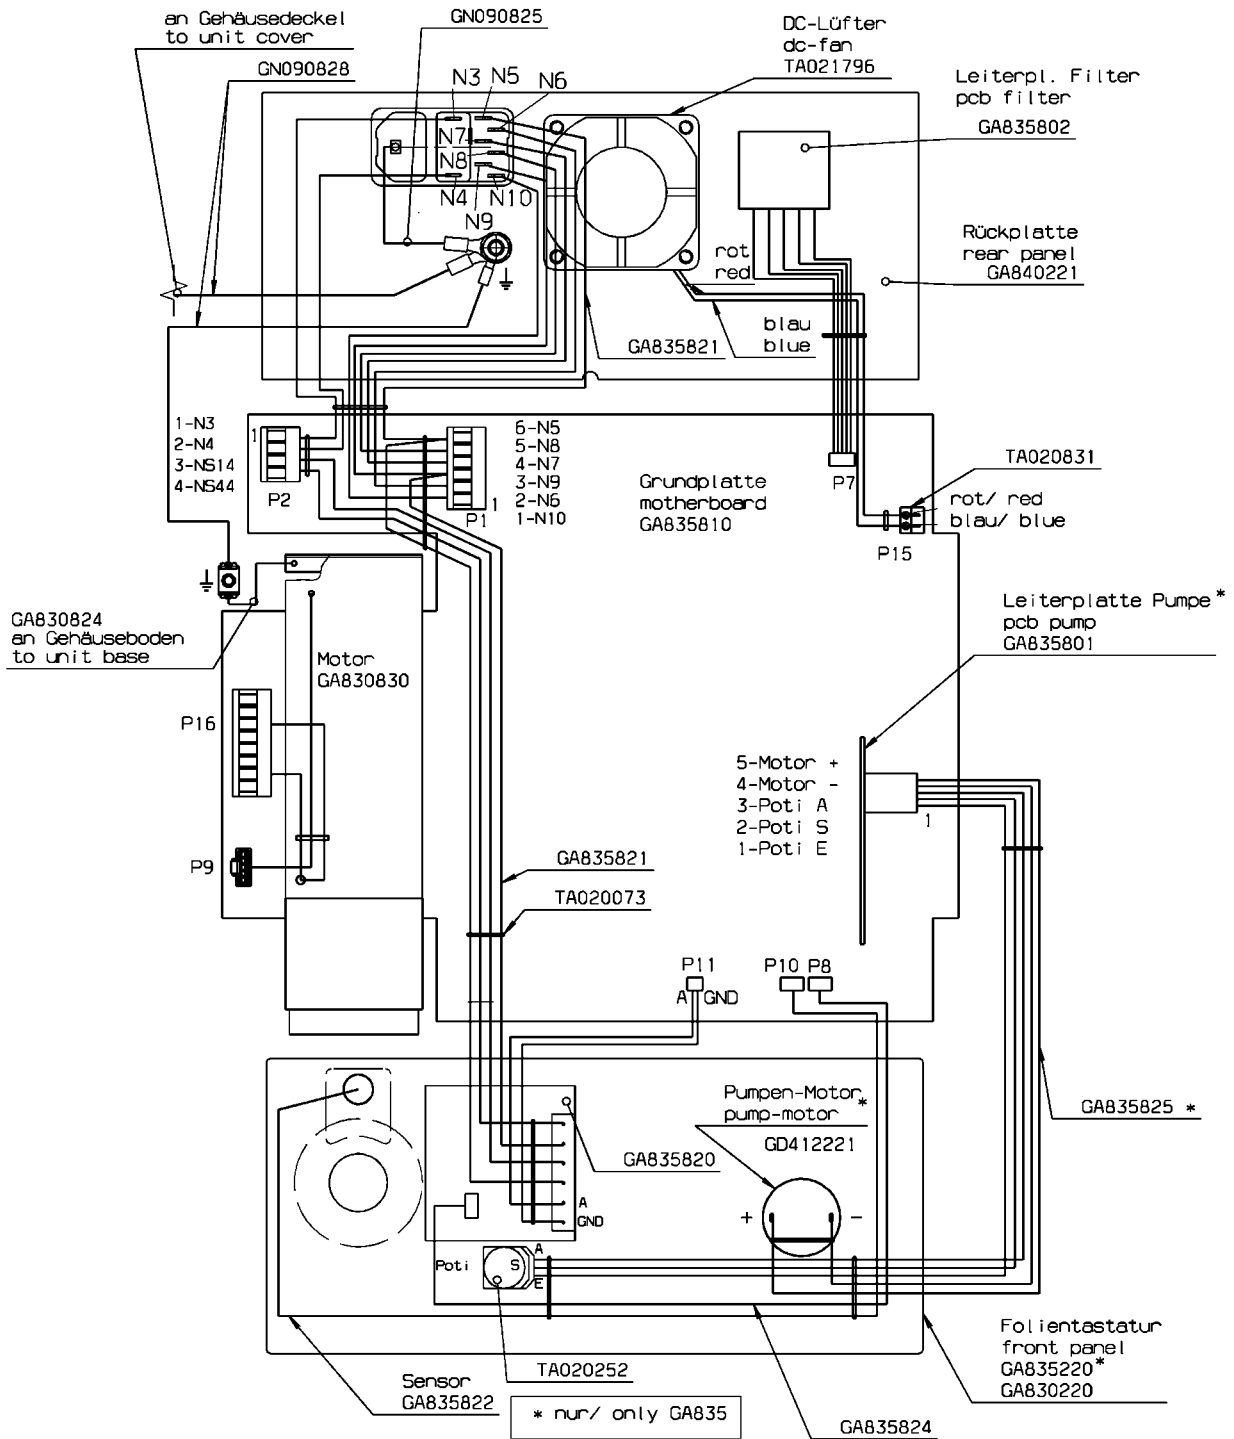 an Gehäusedeckel
to unit cover
GN090828
GN090825
DC-Lüfter
dc-fan
TA021796
Leiterpl. Filter
pcb filter
GA835802
N3 N5 N6
N7
N8
N4 N10
N9
rot
red
Rückplatte
rear panel
GA840221
blau
blue
GA835821
1-N3
2-N4
3-NS14
4-NS44
1
P2
6-N5
5-N8
4-N7
3-N9
2-N6
1-N10
1
P1
Grundplatte
motherboard
GA835810
P7
TA020831
rot/ red
blau/ blue
P15
GA830824
an Gehäuseboden
to unit base
Motor
GA830830
Leiterplatte Pumpe*
pcb pump
GA835801
P16
5-Motor +
4-Motor -
3-Poti A
2-Poti S
1-Poti E
1
P9
GA835821
TA020073
P11
A GND
P10 P8
Pumpen-Motor
pump-motor*
GD412221
GA835825 *
GA835820
A
GND
+ -
Poti
S
A
E
Folientastatur
front panel
GA835220*
GA830220
TA020252
Sensor
GA835822
* nur/ only GA835
GA835824